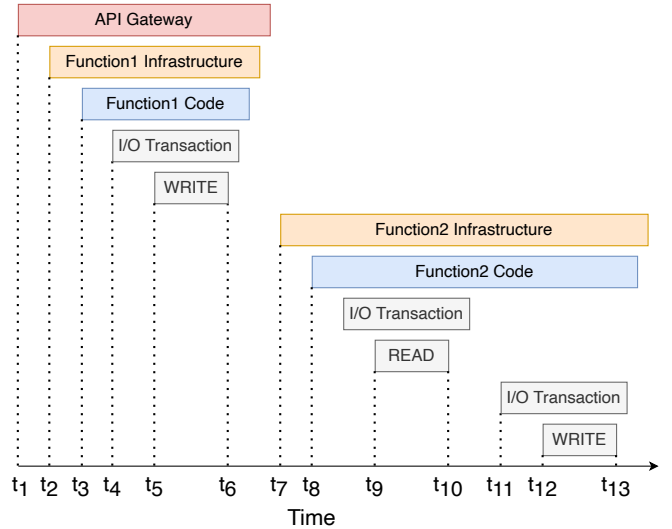 API Gateway
Function1 Infrastructure
Function1 Code
I/O Transaction
WRITE
Function2 Infrastructure
Function2 Code
I/O Transaction
READ
I/O Transaction
WRITE
t1 t2 t3 t4 t5 t6 t7 t8 t9 t10 t11 t12 t13
Time